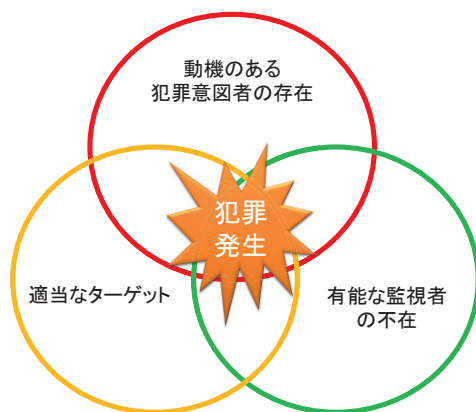 動機のある
犯罪意図者の存在
犯罪
発生
適当なターゲット
有能な監視者
の不在